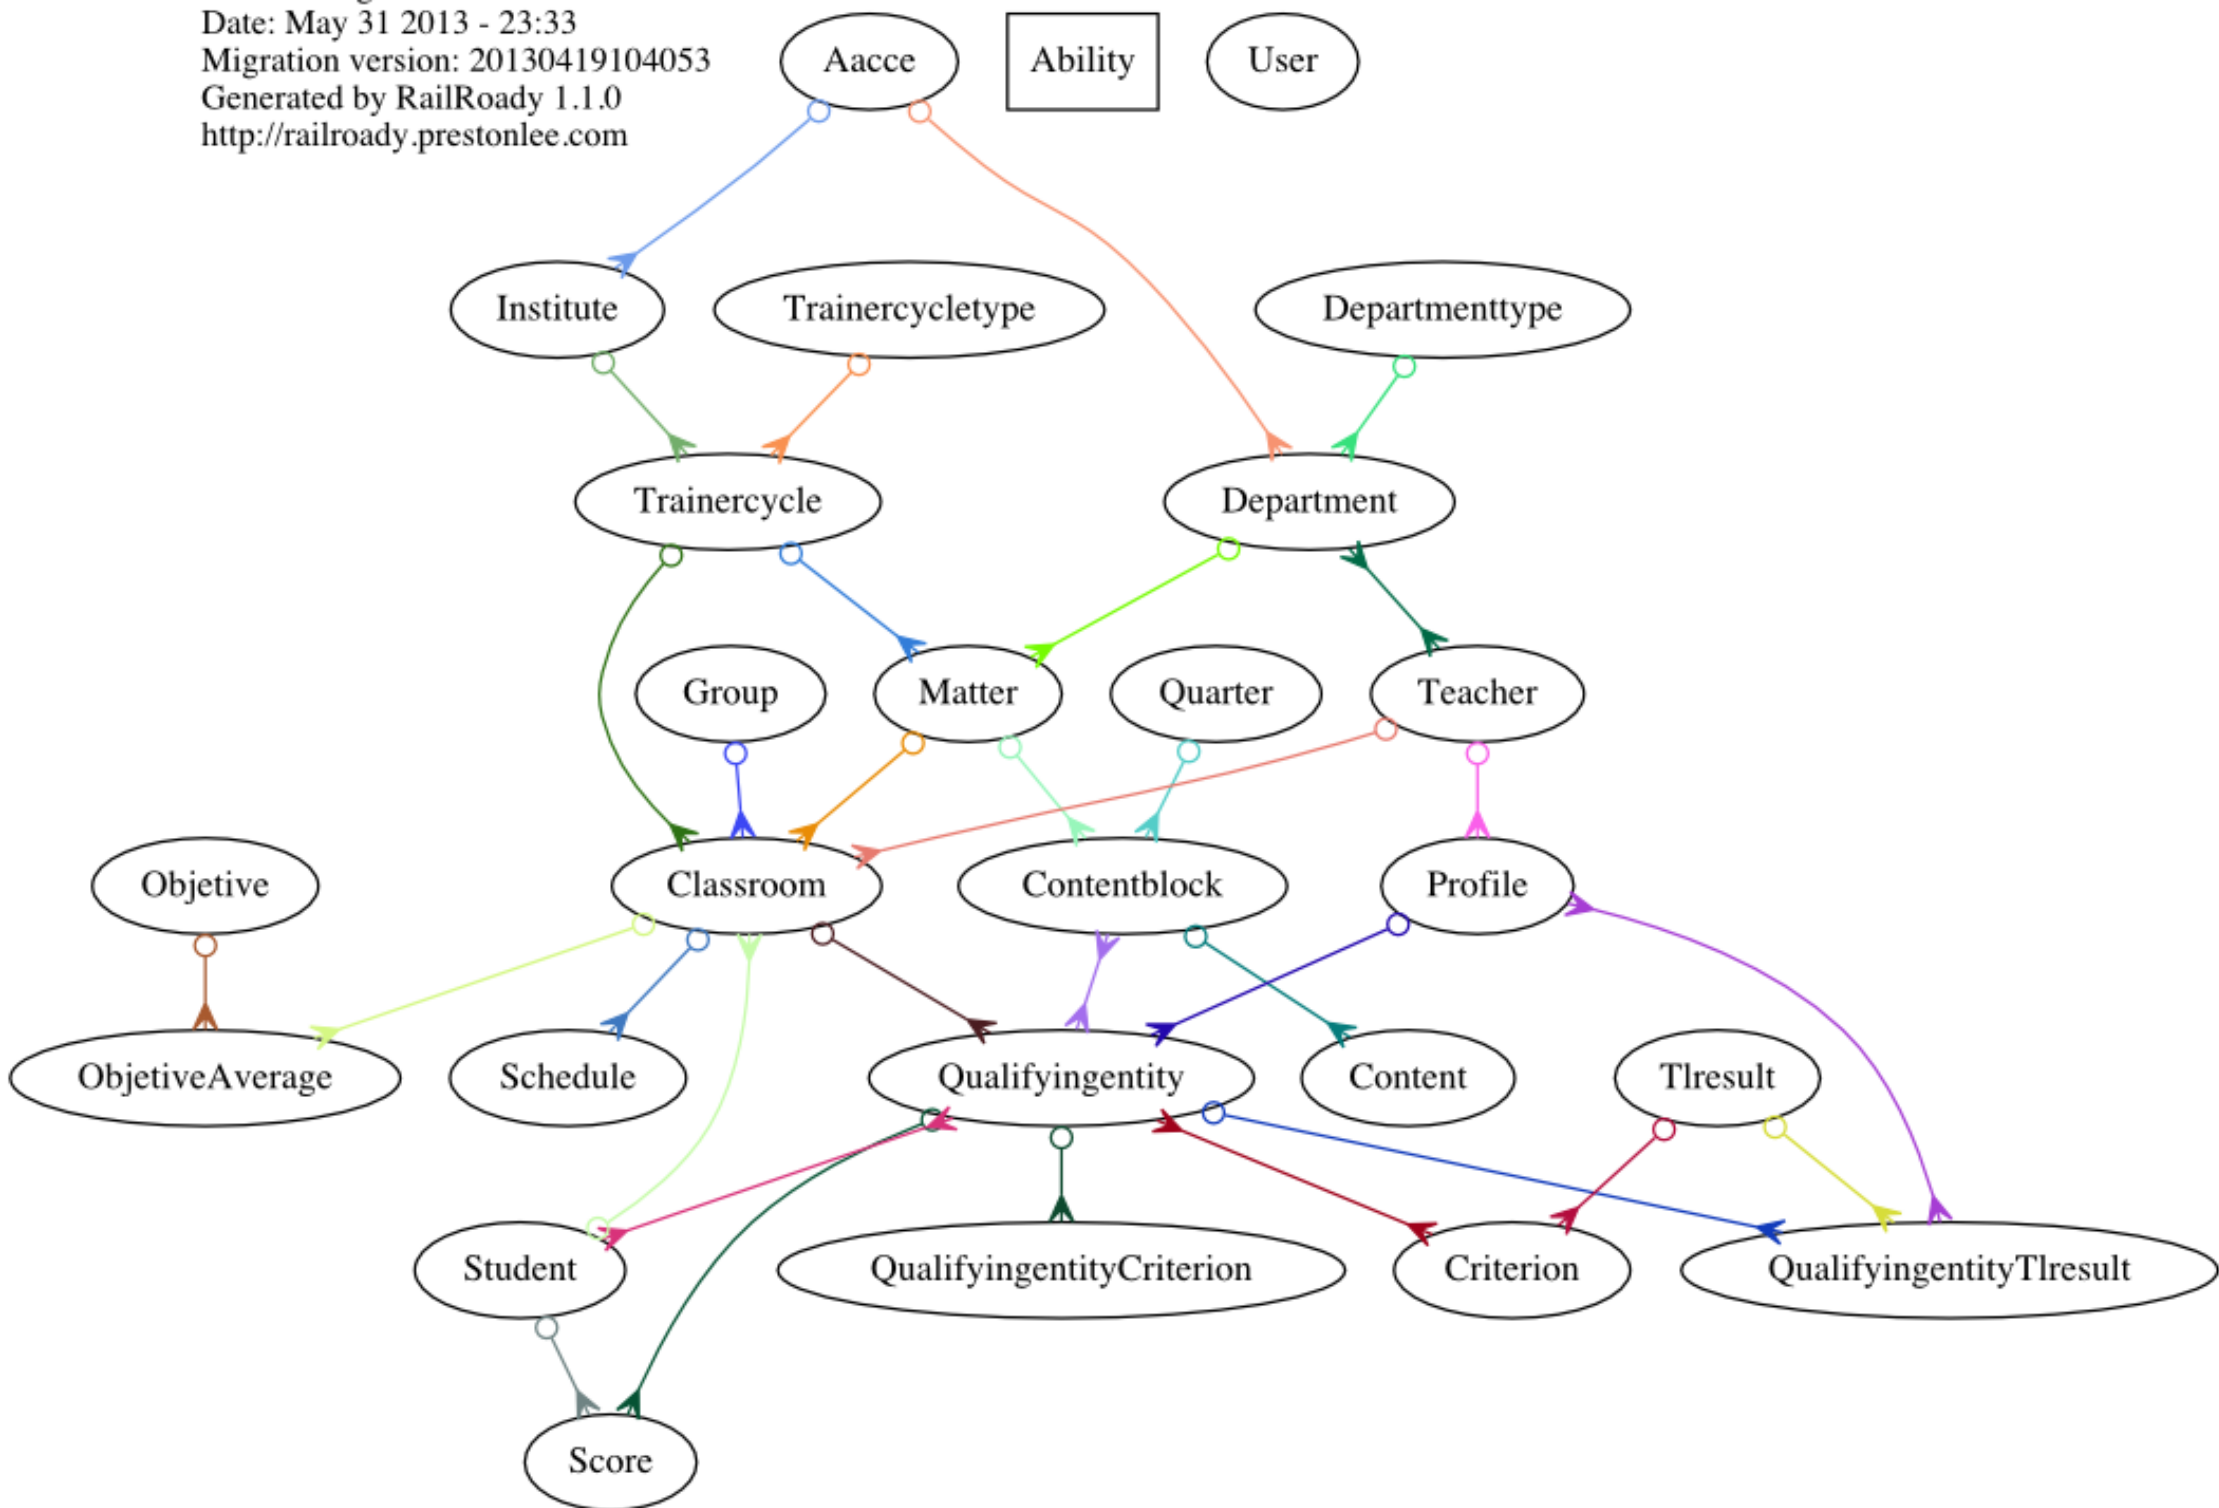 Date: May 31 2013 - 23:33
Migration version: 20130419104053
Generated by RailRoady 1.1.0
http://railroady.prestonlee.com
Aacce
Ability
User
Institute
Trainercycletype
Departmenttype
Trainercycle
Department
Group
Matter
Quarter
Teacher
Objetive
Classroom
Contentblock
Profile
ObjetiveAverage
Schedule
Qualifyingentity
Content
Tlresult
Student
QualifyingentityCriterion
Criterion
QualifyingentityTlresult
Score